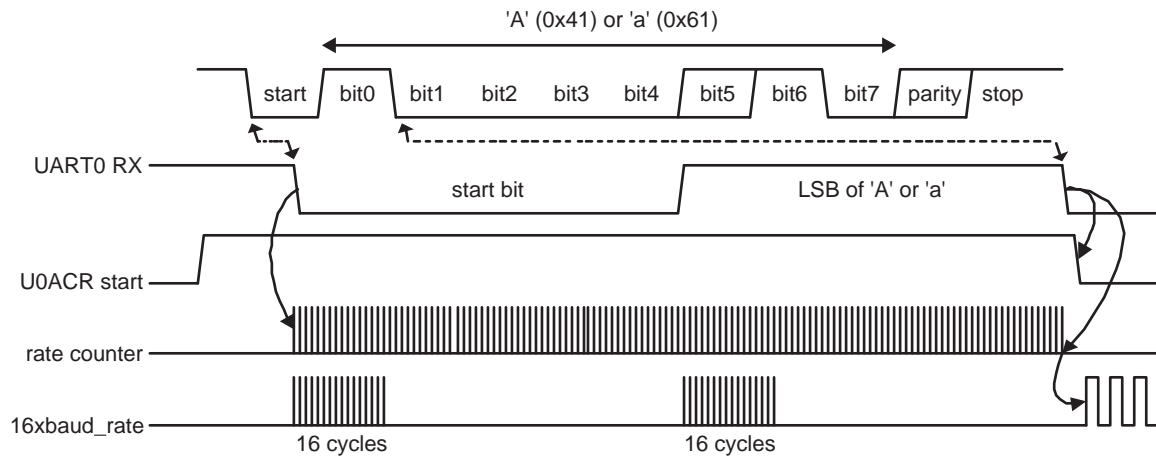 'A' (0x41) or 'a' (0x61)
start bit0 bit1 bit2 bit3 bit4 bit5 bit6 bit7 parity stop
UART0 RX
start bit
LSB of 'A' or 'a'
U0ACR start
rate counter
16xbaud_rate
16 cycles
16 cycles